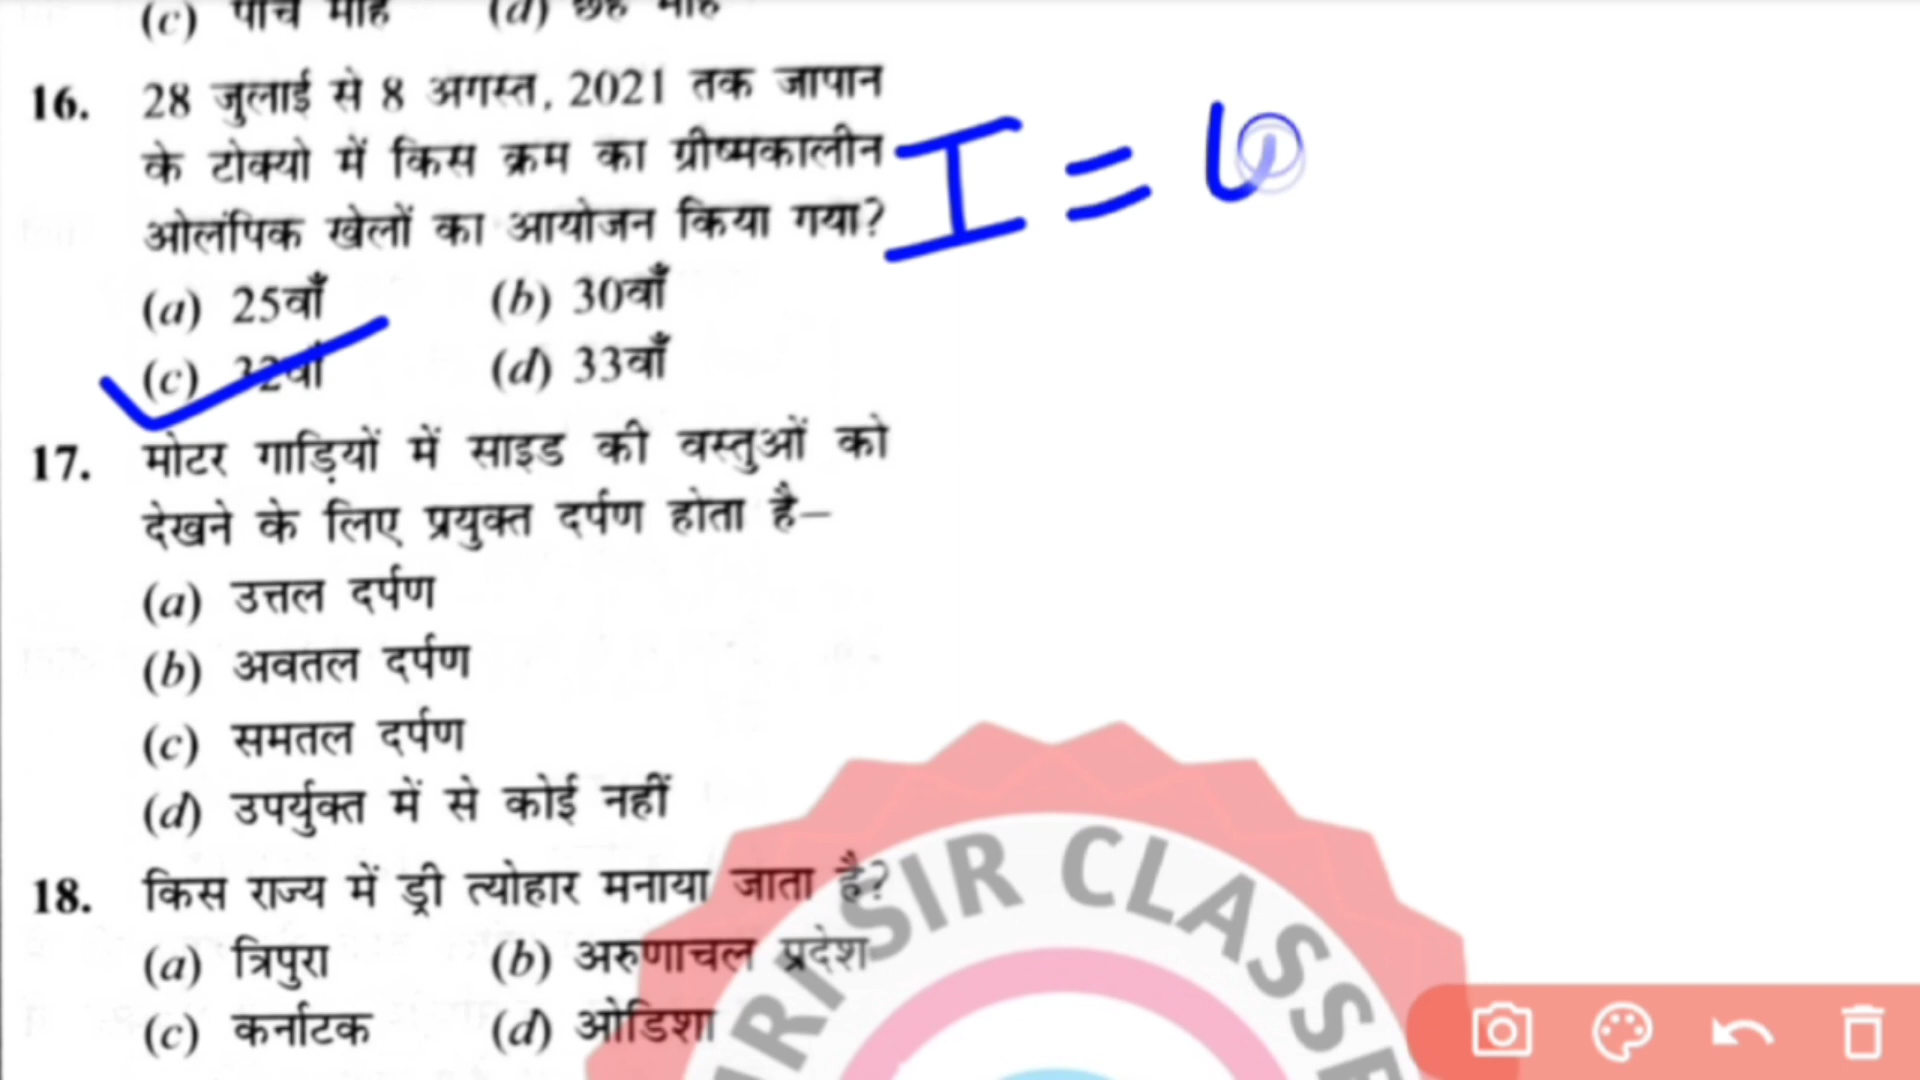 (c) पाँच माह (d) छह माह
16. 28 जुलाई से 8 अगस्त, 2021 तक जापान
के टोक्यो में किस क्रम का ग्रीष्मकालीन
ओलंपिक खेलों का आयोजन किया गया?
I =
(a) 25वाँ (b) 30वाँ
(c) 32वाँ (d) 33वाँ
17. मोटर गाड़ियों में साइड की वस्तुओं को
देखने के लिए प्रयुक्त दर्पण होता है–
(a) उत्तल दर्पण
(b) अवतल दर्पण
(c) समतल दर्पण
(d) उपर्युक्त में से कोई नहीं
18. किस राज्य में ड्री त्योहार मनाया जाता है?
(a) त्रिपुरा (b) अरुणाचल प्रदेश
(c) कर्नाटक (d) ओडिशा
SIR CLASSE